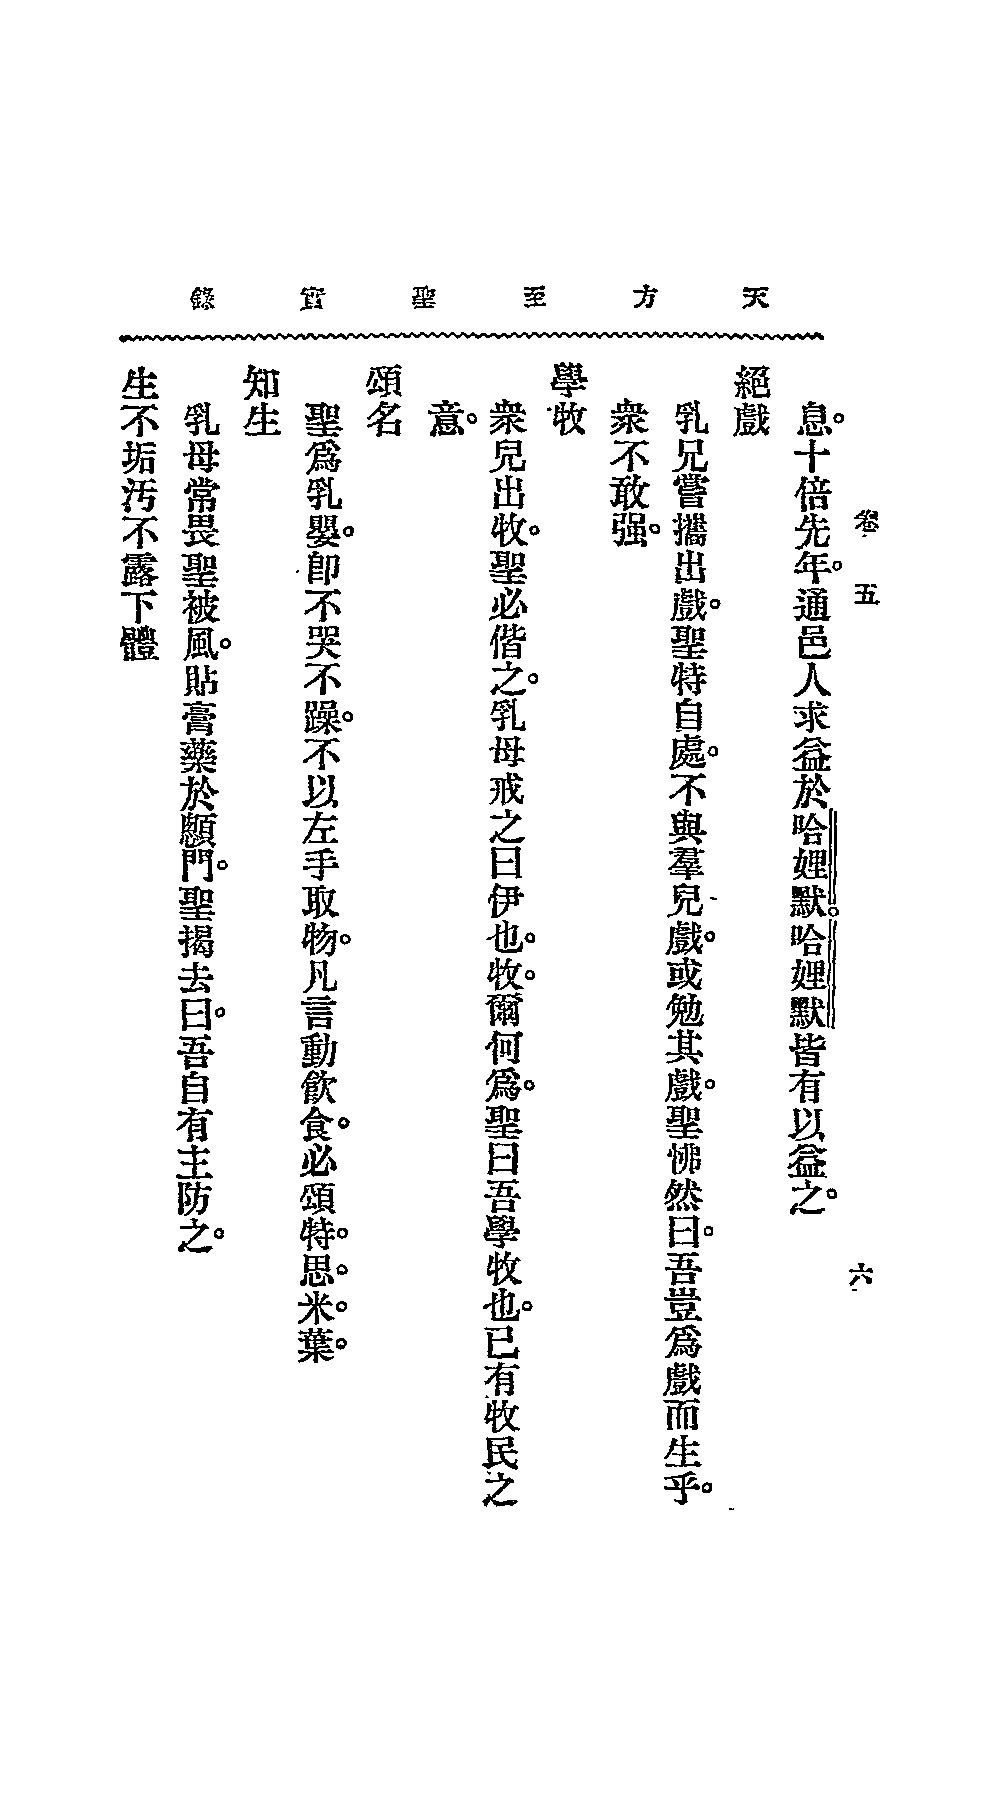 天方至聖實錄
卷五
六
息。十倍先年。通邑人求益於哈娌默。哈娌默皆有以益之。
絕戲
乳兄嘗攜出戲。聖特自處。不與羣兒戲。或勉其戲。聖怫然曰。吾豈爲戲而生乎。
衆不敢强。
學牧
衆兒出牧。聖必偕之。乳母戒之曰伊也。牧。爾何爲。聖曰吾學牧也。已有牧民之
意。
頌名
聖爲乳嬰。卽不哭不躁。不以左手取物。凡言動飲食。必頌特。思。米。葉。
知生
乳母常畏聖被風。貼膏藥於顖門。聖揭去曰。吾自有主防之。
生不垢汚不露下體